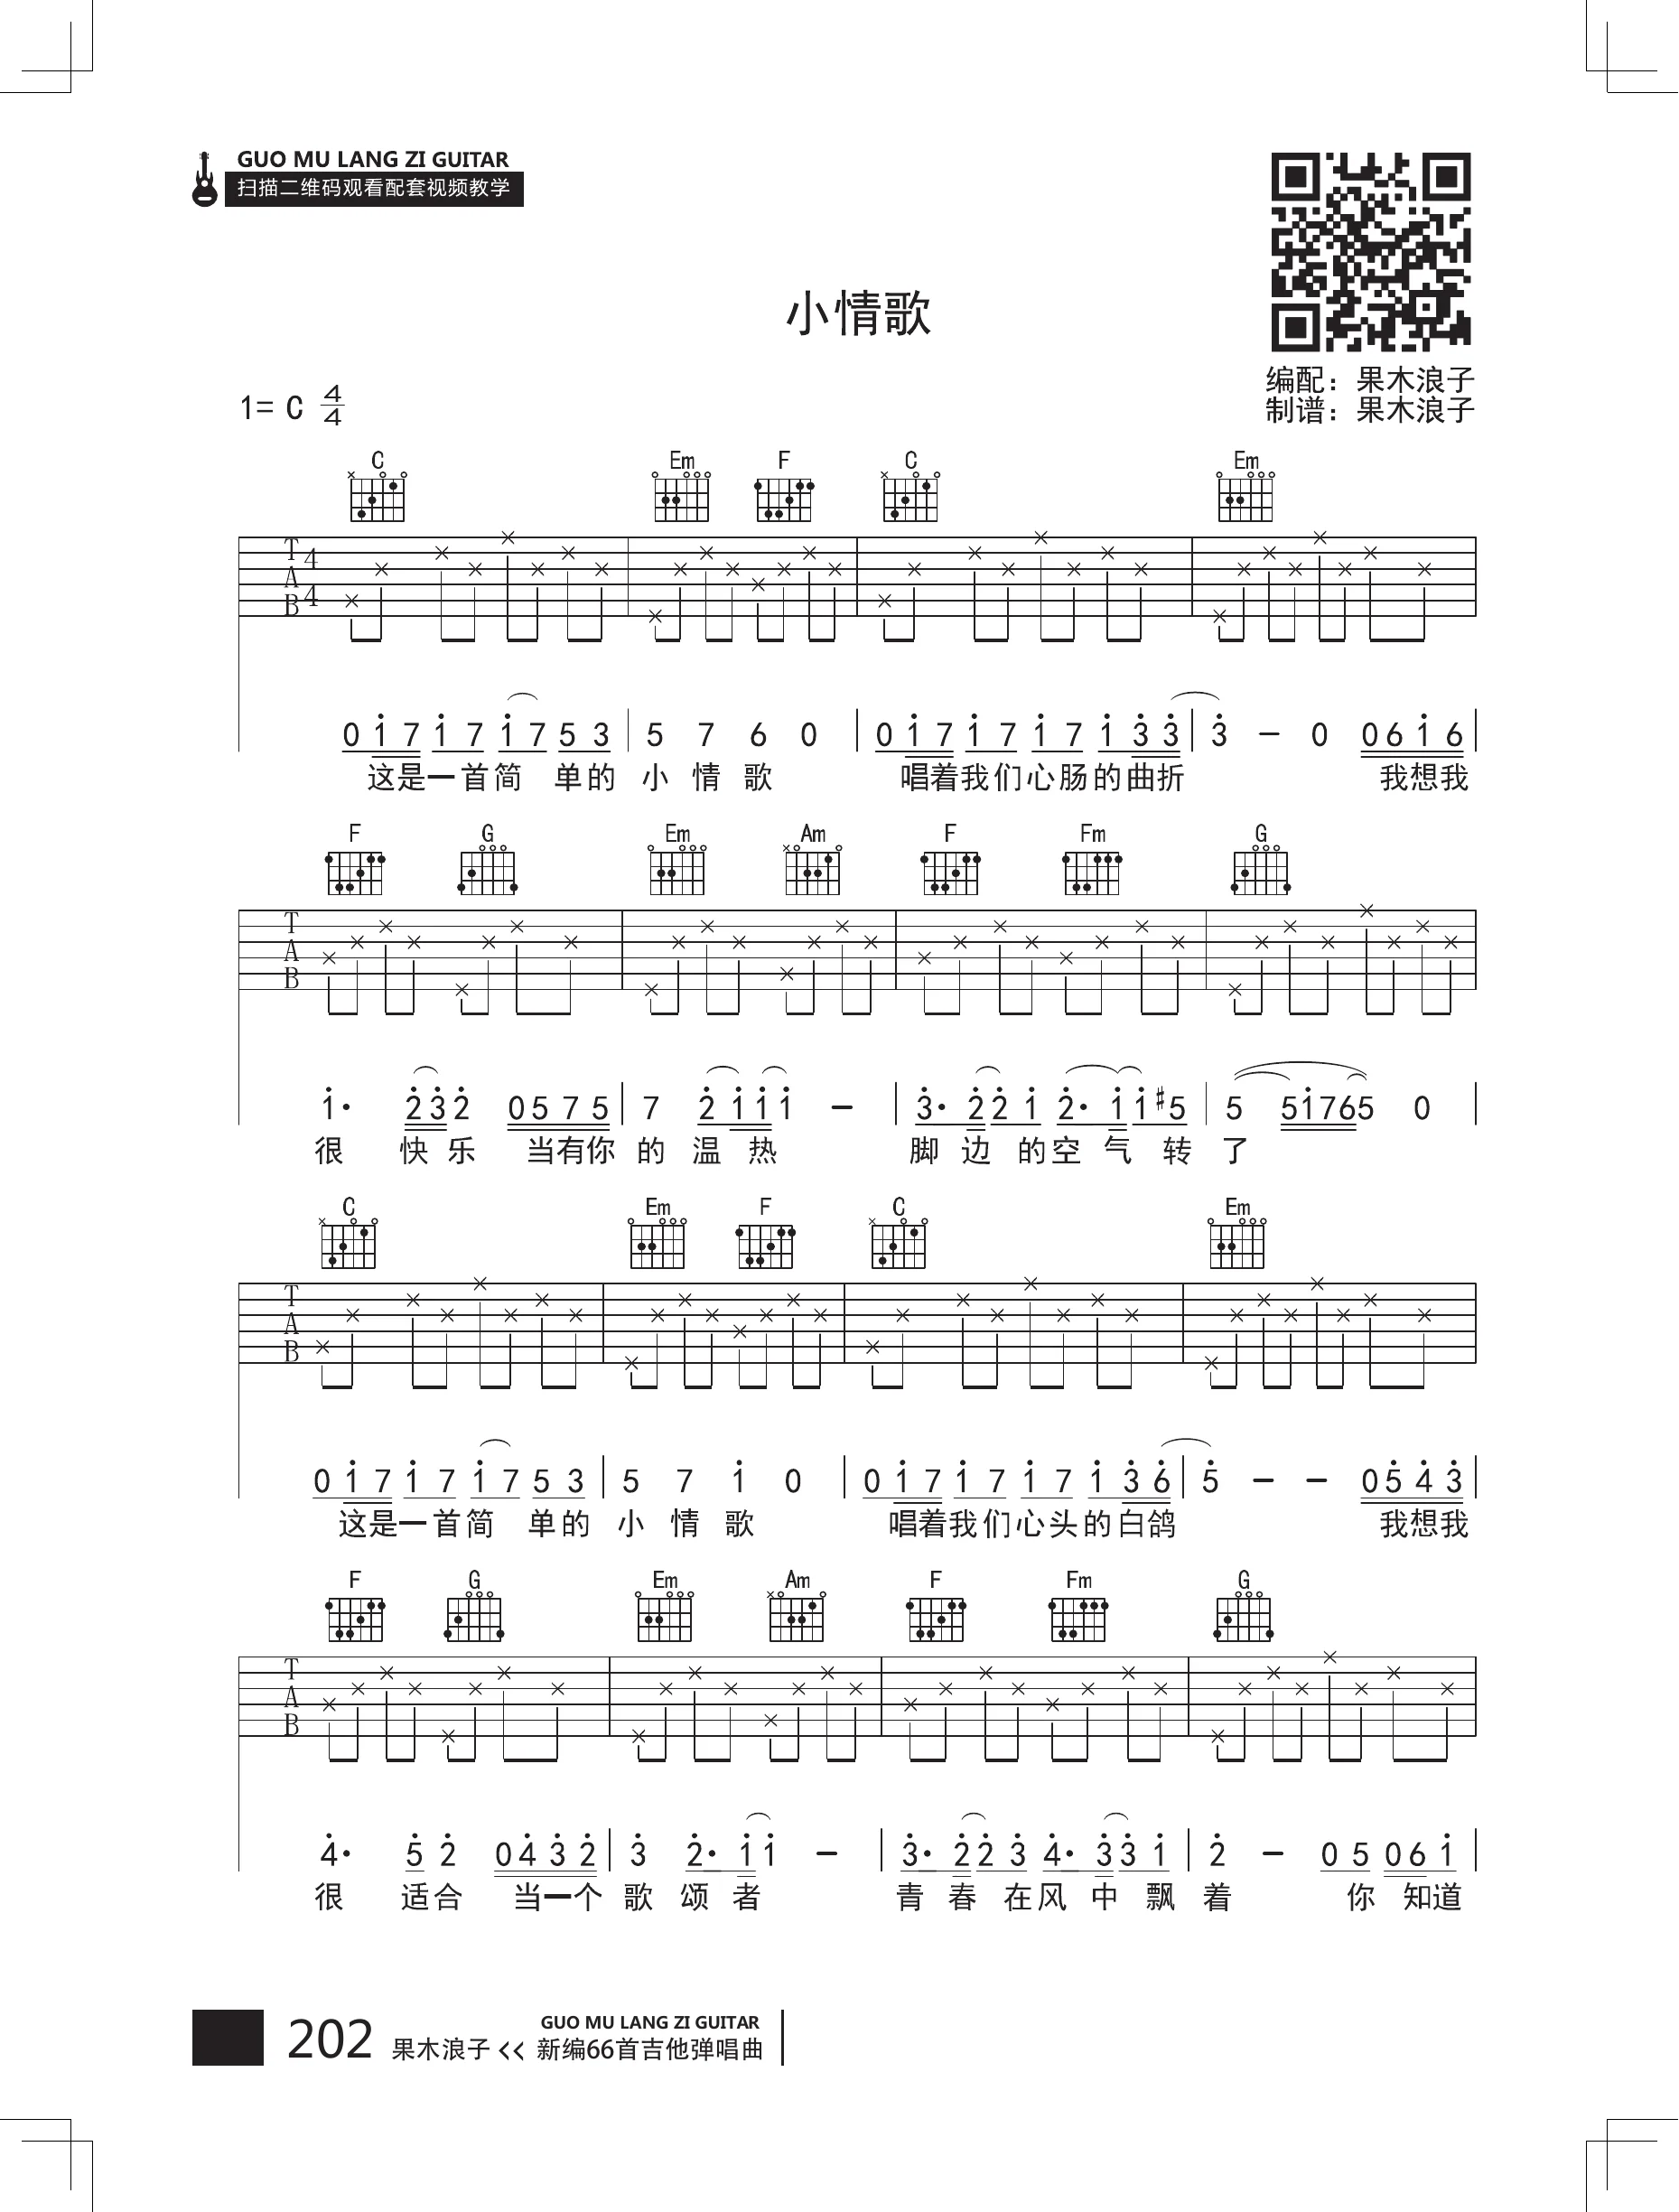 GUO MU LANG ZI GUITAR
扫描二维码观看配套视频教学
小情歌
编配：果木浪子
制谱：果木浪子
1= C 4/4
C Em F C Em
T A B 4 4
0 1 7 1 7 1 7 5 3 | 5 7 6 0 | 0 1 7 1 7 1 7 1 3 3 | 3 – 0 0 6 1 6 |
这是一首简 单的 小 情 歌 唱着我们心肠的曲折 我想我
F G Em Am F Fm G
T A B
1· 2 3 2 0 5 7 5 | 7 2 1 1 1 – | 3· 2 2 1 2· 1 1 #5 | 5 5 1 7 6 5 0 |
很 快 乐 当有你 的 温 热 脚 边 的 空 气 转 了
C Em F C Em
T A B
0 1 7 1 7 1 7 5 3 | 5 7 1 0 | 0 1 7 1 7 1 7 1 3 6 | 5 – – 0 5 4 3 |
这是一首简 单的 小 情 歌 唱着我们心头的白鸽 我想我
F G Em Am F Fm G
T A B
4· 5 2 0 4 3 2 | 3 2· 1 1 – | 3· 2 2 3 4· 3 3 1 | 2 – 0 5 0 6 1 |
很 适合 当一个 歌 颂 者 青 春 在风 中 飘 着 你 知道
202 果木浪子 << GUO MU LANG ZI GUITAR
新编66首吉他弹唱曲